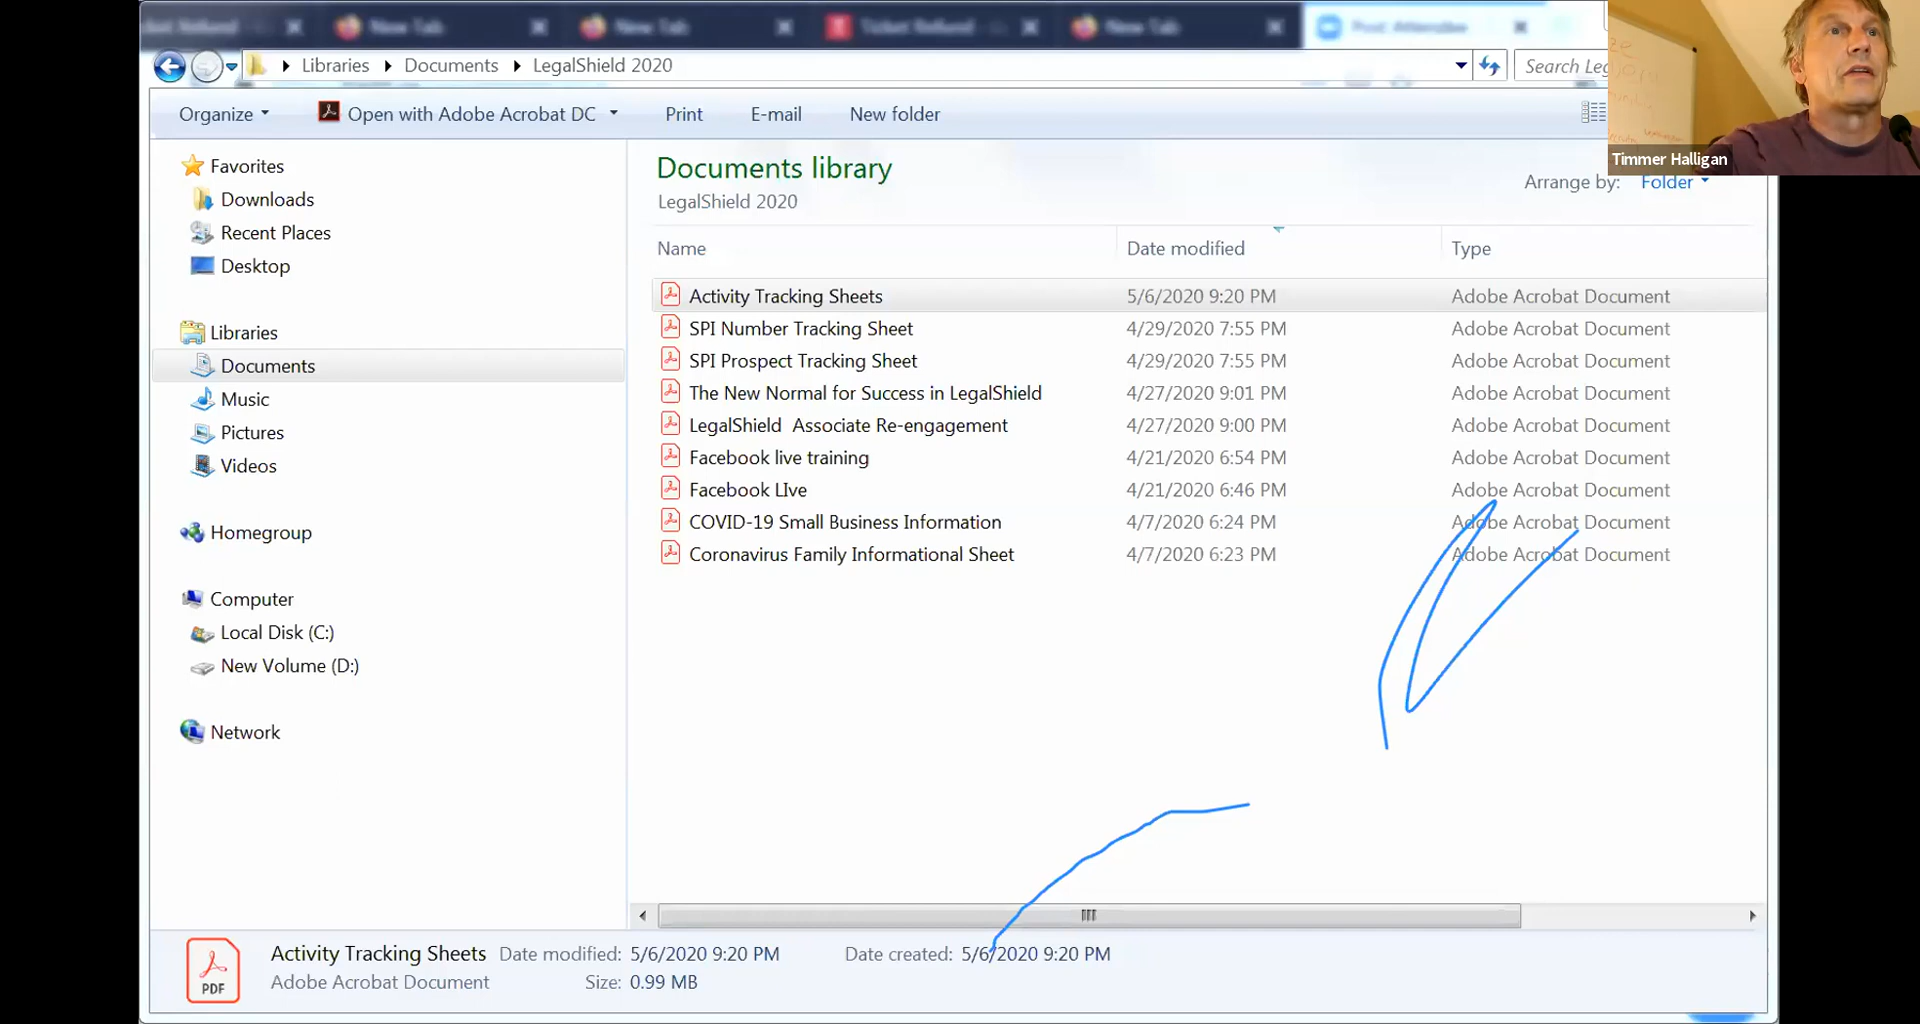 New Tab New Tab Ticket Refund New Tab Post Attendee
Libraries Documents LegalShield 2020 Search Leg
Organize Open with Adobe Acrobat DC Print E-mail New folder
Timmer Halligan
Favorites
Downloads
Recent Places
Desktop
Libraries
Documents
Music
Pictures
Videos
Homegroup
Computer
Local Disk (C:)
New Volume (D:)
Network
Documents library
LegalShield 2020
Arrange by: Folder
Name Date modified Type
Activity Tracking Sheets 5/6/2020 9:20 PM Adobe Acrobat Document
SPI Number Tracking Sheet 4/29/2020 7:55 PM Adobe Acrobat Document
SPI Prospect Tracking Sheet 4/29/2020 7:55 PM Adobe Acrobat Document
The New Normal for Success in LegalShield 4/27/2020 9:01 PM Adobe Acrobat Document
LegalShield  Associate Re-engagement 4/27/2020 9:00 PM Adobe Acrobat Document
Facebook live training 4/21/2020 6:54 PM Adobe Acrobat Document
Facebook LIve 4/21/2020 6:46 PM Adobe Acrobat Document
COVID-19 Small Business Information 4/7/2020 6:24 PM Adobe Acrobat Document
Coronavirus Family Informational Sheet 4/7/2020 6:23 PM Adobe Acrobat Document
PDF
Activity Tracking Sheets Date modified: 5/6/2020 9:20 PM Date created: 5/6/2020 9:20 PM
Adobe Acrobat Document Size: 0.99 MB